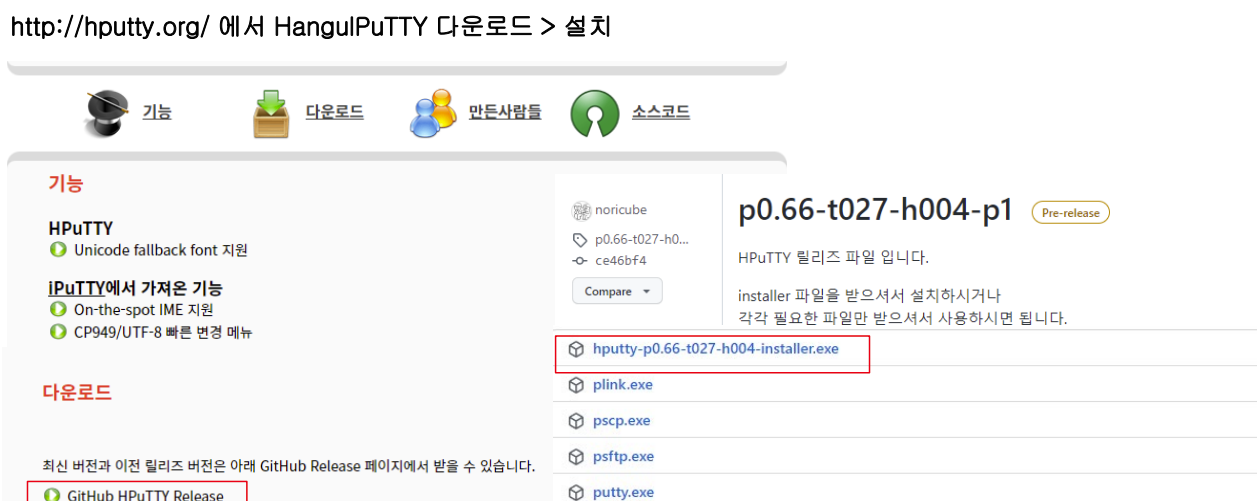 http://hputty.org/ 에서 HangulPuTTY 다운로드 > 설치
기능
다운로드
만든사람들
소스코드
기능
HPuTTY
Unicode fallback font 지원
iPuTTY에서 가져온 기능
On-the-spot IME 지원
CP949/UTF-8 빠른 변경 메뉴
다운로드
최신 버전과 이전 릴리즈 버전은 아래 GitHub Release 페이지에서 받을 수 있습니다.
GitHub HPuTTY Release
noricube
p0.66-t027-h0...
ce46bf4
Compare
p0.66-t027-h004-p1
Pre-release
HPuTTY 릴리즈 파일 입니다.
installer 파일을 받으셔서 설치하시거나
각각 필요한 파일만 받으셔서 사용하시면 됩니다.
hputty-p0.66-t027-h004-installer.exe
plink.exe
pscp.exe
psftp.exe
putty.exe